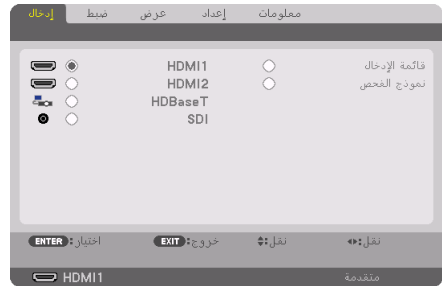 إدخال ضبط عرض إعداد معلومات
HDMI1 قائمة الإدخال
HDMI2 نموذج الفحص
HDBaseT
SDI
ENTER :اختيار EXIT :خروج نقل: نقل:
HDMI1 متقدمة